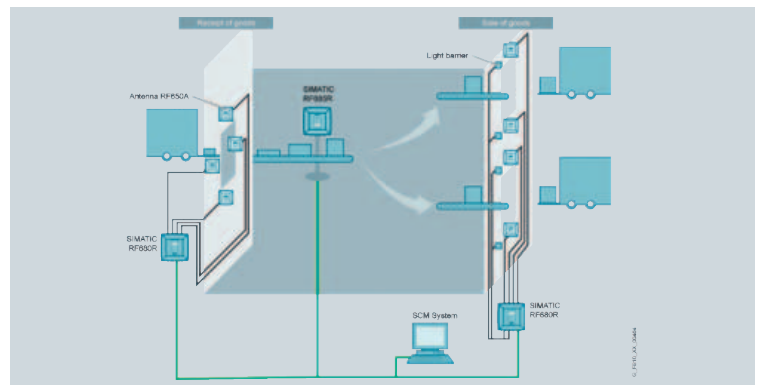 Receipt of goods
Sale of goods
Light barrier
Antenna RF650A
SIMATIC
RF680R
SIMATIC
RF680R
SIMATIC
RF680R
SCM System